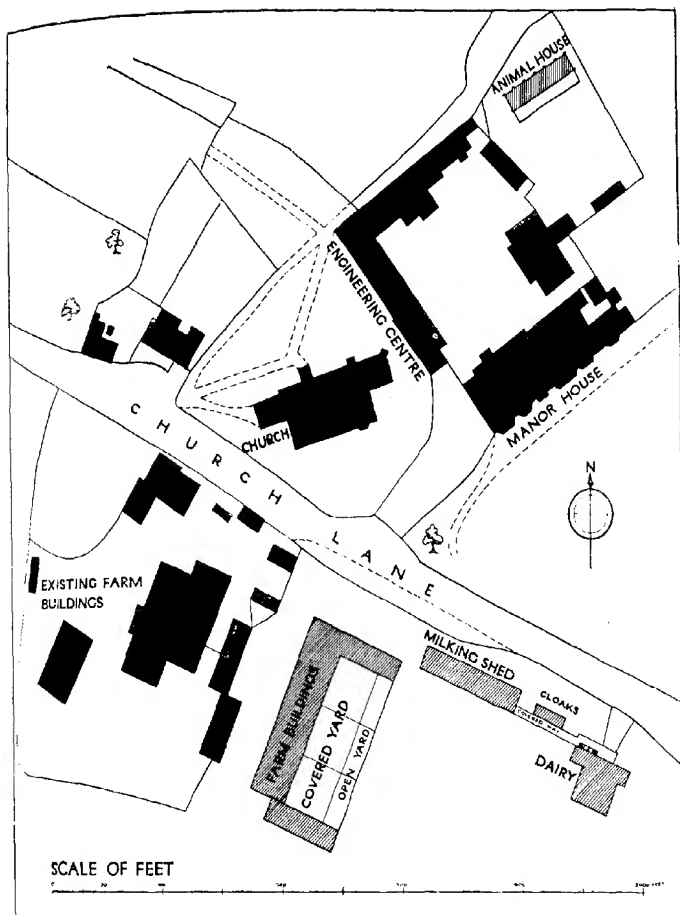 ANIMAL HOUSE
ENGINEERING CENTRE
MANOR HOUSE
CHURCH
CHURCH LANE
N
EXISTING FARM
BUILDINGS
MILKING SHED
CLOAKS
COVERED WAY
DAIRY
FARM BUILDINGS
COVERED YARD
OPEN YARD
SCALE OF FEET
0